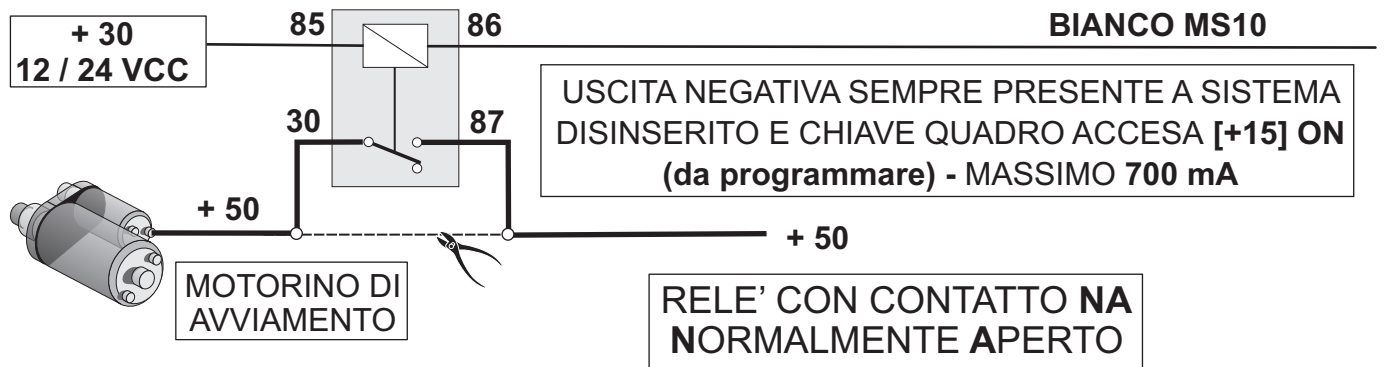 + 30
12 / 24 VCC
85
86
BIANCO MS10
30
87
USCITA NEGATIVA SEMPRE PRESENTE A SISTEMA
DISINSERITO E CHIAVE QUADRO ACCESA [+15] ON
(da programmare) - MASSIMO 700 mA
+ 50
+ 50
MOTORINO DI
AVVIAMENTO
RELE' CON CONTATTO NA
NORMALMENTE APERTO